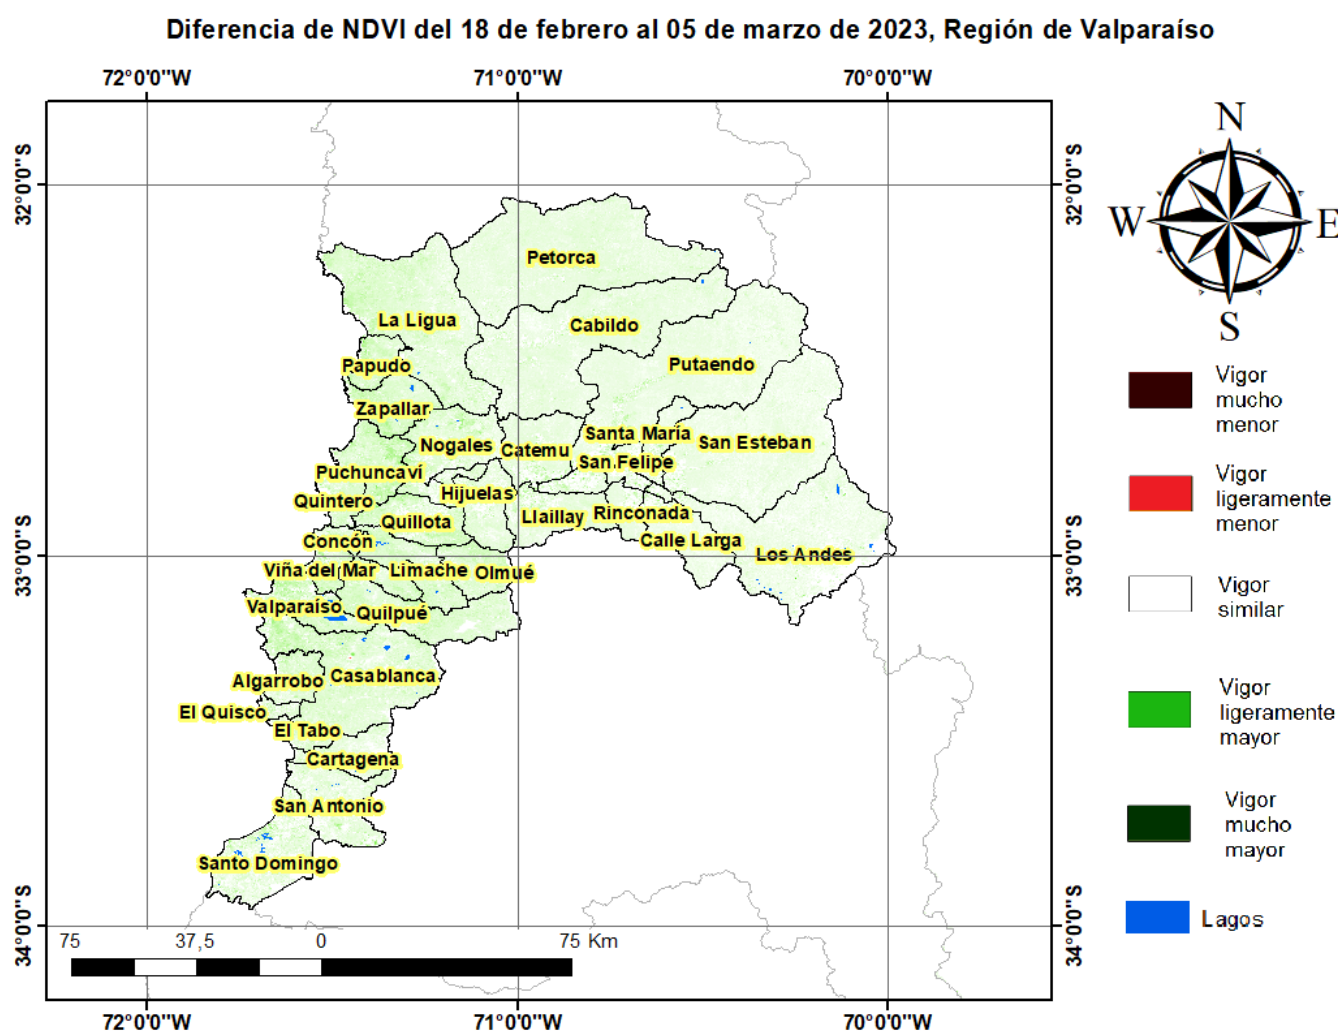 Diferencia de NDVI del 18 de febrero al 05 de marzo de 2023, Región de Valparaíso
72°0'0"W
71°0'0"W
70°0'0"W
32°0'0"S
32°0'0"S
33°0'0"S
33°0'0"S
34°0'0"S
34°0'0"S
N
W
E
S
Petorca
La Ligua
Cabildo
Papudo
Putaendo
Zapallar
Santa María
San Esteban
Nogales
Catemu
San Felipe
Puchuncaví
Hijuelas
Quintero
Llaillay
Rinconada
Quillota
Concón
Calle Larga
Los Andes
Viña del Mar
Limache
Olmué
Valparaíso
Quilpué
Casablanca
Algarrobo
El Quisco
El Tabo
Cartagena
San Antonio
Santo Domingo
Vigor
mucho
menor
Vigor
ligeramente
menor
Vigor
similar
Vigor
ligeramente
mayor
Vigor
mucho
mayor
Lagos
75
37,5
0
75 Km
72°0'0"W
71°0'0"W
70°0'0"W